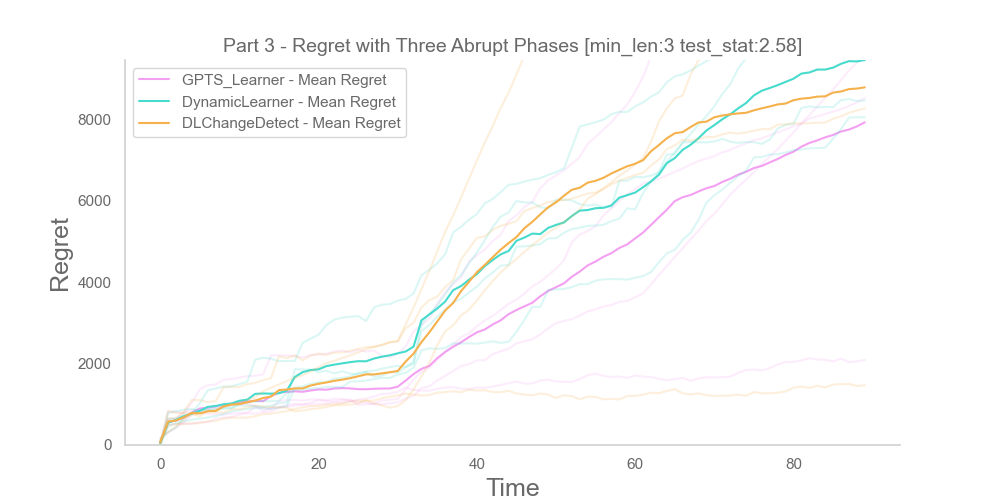 Part 3 - Regret with Three Abrupt Phases [min_len:3 test_stat:2.58]
GPTS_Learner - Mean Regret
DynamicLearner - Mean Regret
DLChangeDetect - Mean Regret
8000
6000
4000
2000
0
Regret
0 20 40 60 80
Time